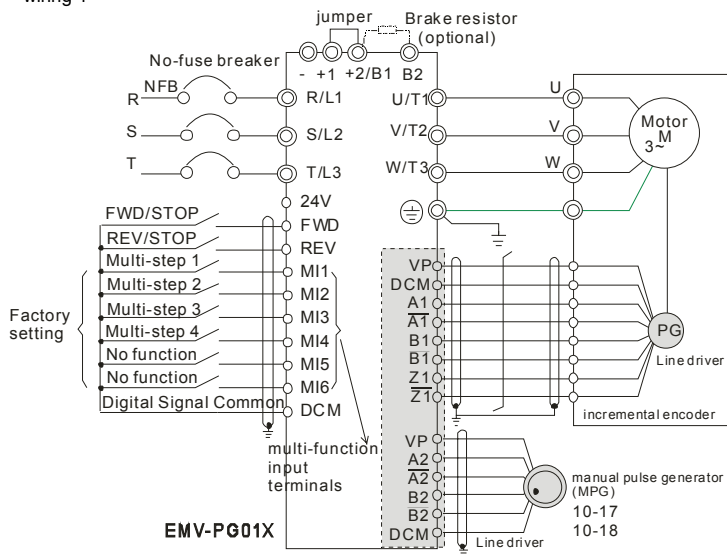 wiring 1
jumper
Brake resistor
(optional)
No-fuse breaker
- +1 +2/B1 B2
NFB
R
R/L1
U/T1
U
S
S/L2
V/T2
V
Motor
M
3~
T
T/L3
W/T3
W
24V
FWD/STOP
FWD
REV/STOP
REV
Multi-step 1
MI1
Multi-step 2
MI2
Multi-step 3
MI3
Multi-step 4
MI4
No function
MI5
No function
MI6
Digital Signal Common
DCM
Factory
setting
VP
DCM
A1
A1
B1
B1
Z1
Z1
PG
Line driver
incremental encoder
multi-function
input
terminals
VP
A2
A2
B2
B2
DCM
manual pulse generator
(MPG)
10-17
10-18
Line driver
EMV-PG01X